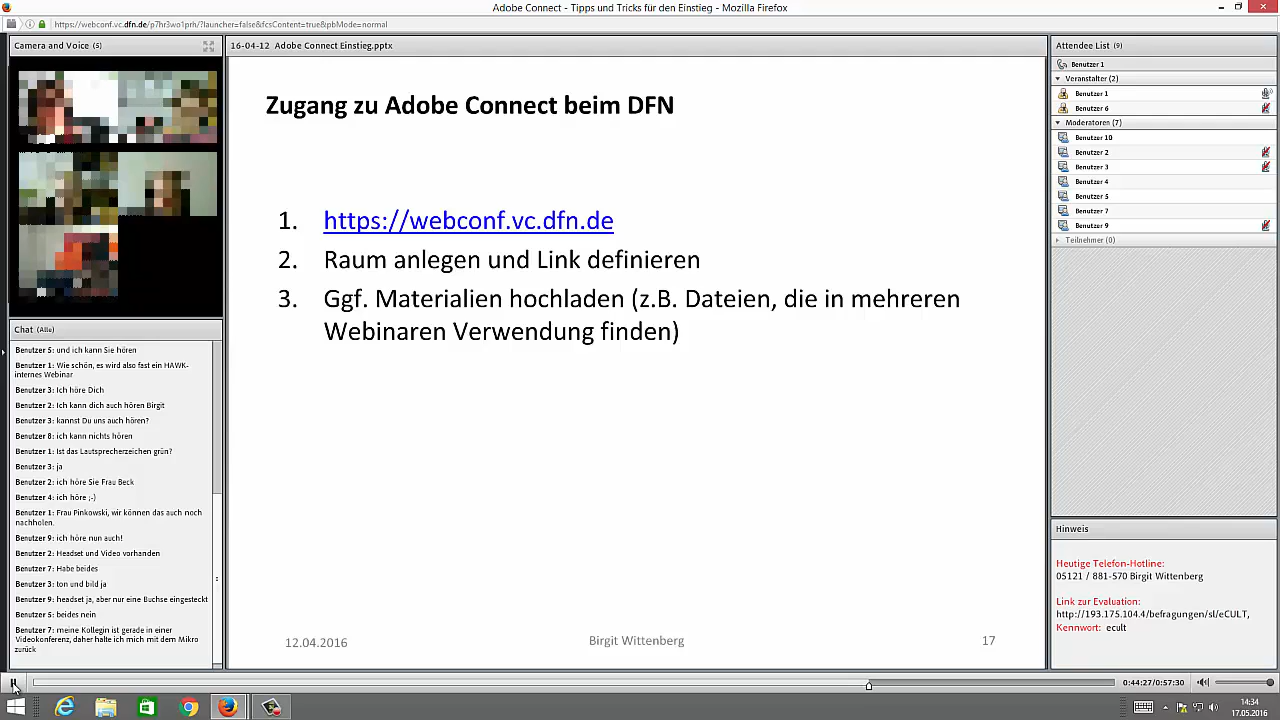 Adobe Connect - Tipps und Tricks für den Einstieg - Mozilla Firefox
https://webconf.vc.dfn.de/p7hr3wo1prh/?launcher=false&fcsContent=true&pbMode=normal
Camera and Voice (5)
16-04-12 Adobe Connect Einstieg.pptx
Zugang zu Adobe Connect beim DFN
1. https://webconf.vc.dfn.de
2. Raum anlegen und Link definieren
3. Ggf. Materialien hochladen (z.B. Dateien, die in mehreren
Webinaren Verwendung finden)
12.04.2016
Birgit Wittenberg
17
Chat (Alle)
Benutzer 5: und ich kann Sie hören
Benutzer 1: Wie schön, es wird also fast ein HAWK-
internes Webinar
Benutzer 3: Ich höre Dich
Benutzer 2: Ich kann dich auch hören Birgit
Benutzer 3: kannst Du uns auch hören?
Benutzer 8: ich kann nichts hören
Benutzer 1: Ist das Lautsprecherzeichen grün?
Benutzer 3: ja
Benutzer 2: ich höre Sie Frau Beck
Benutzer 4: ich höre ;-)
Benutzer 1: Frau Pinkowski, wir können das auch noch
nachholen.
Benutzer 9: ich höre nun auch!
Benutzer 2: Headset und Video vorhanden
Benutzer 7: Habe beides
Benutzer 3: ton und bild ja
Benutzer 9: headset ja, aber nur eine Buchse eingesteckt
Benutzer 5: beides nein
Benutzer 7: meine Kollegin ist gerade in einer
Videokonferenz, daher halte ich mich mit dem Mikro
zurück
Attendee List (9)
Benutzer 1
Veranstalter (2)
Benutzer 1
Benutzer 6
Moderatoren (7)
Benutzer 10
Benutzer 2
Benutzer 3
Benutzer 4
Benutzer 5
Benutzer 7
Benutzer 9
Teilnehmer (0)
Hinweis
Heutige Telefon-Hotline:
05121 / 881-570 Birgit Wittenberg
Link zur Evaluation:
http://193.175.104.4/befragungen/sl/eCULT,
Kennwort: ecult
0:44:27/0:57:30
14:34
17.05.2016